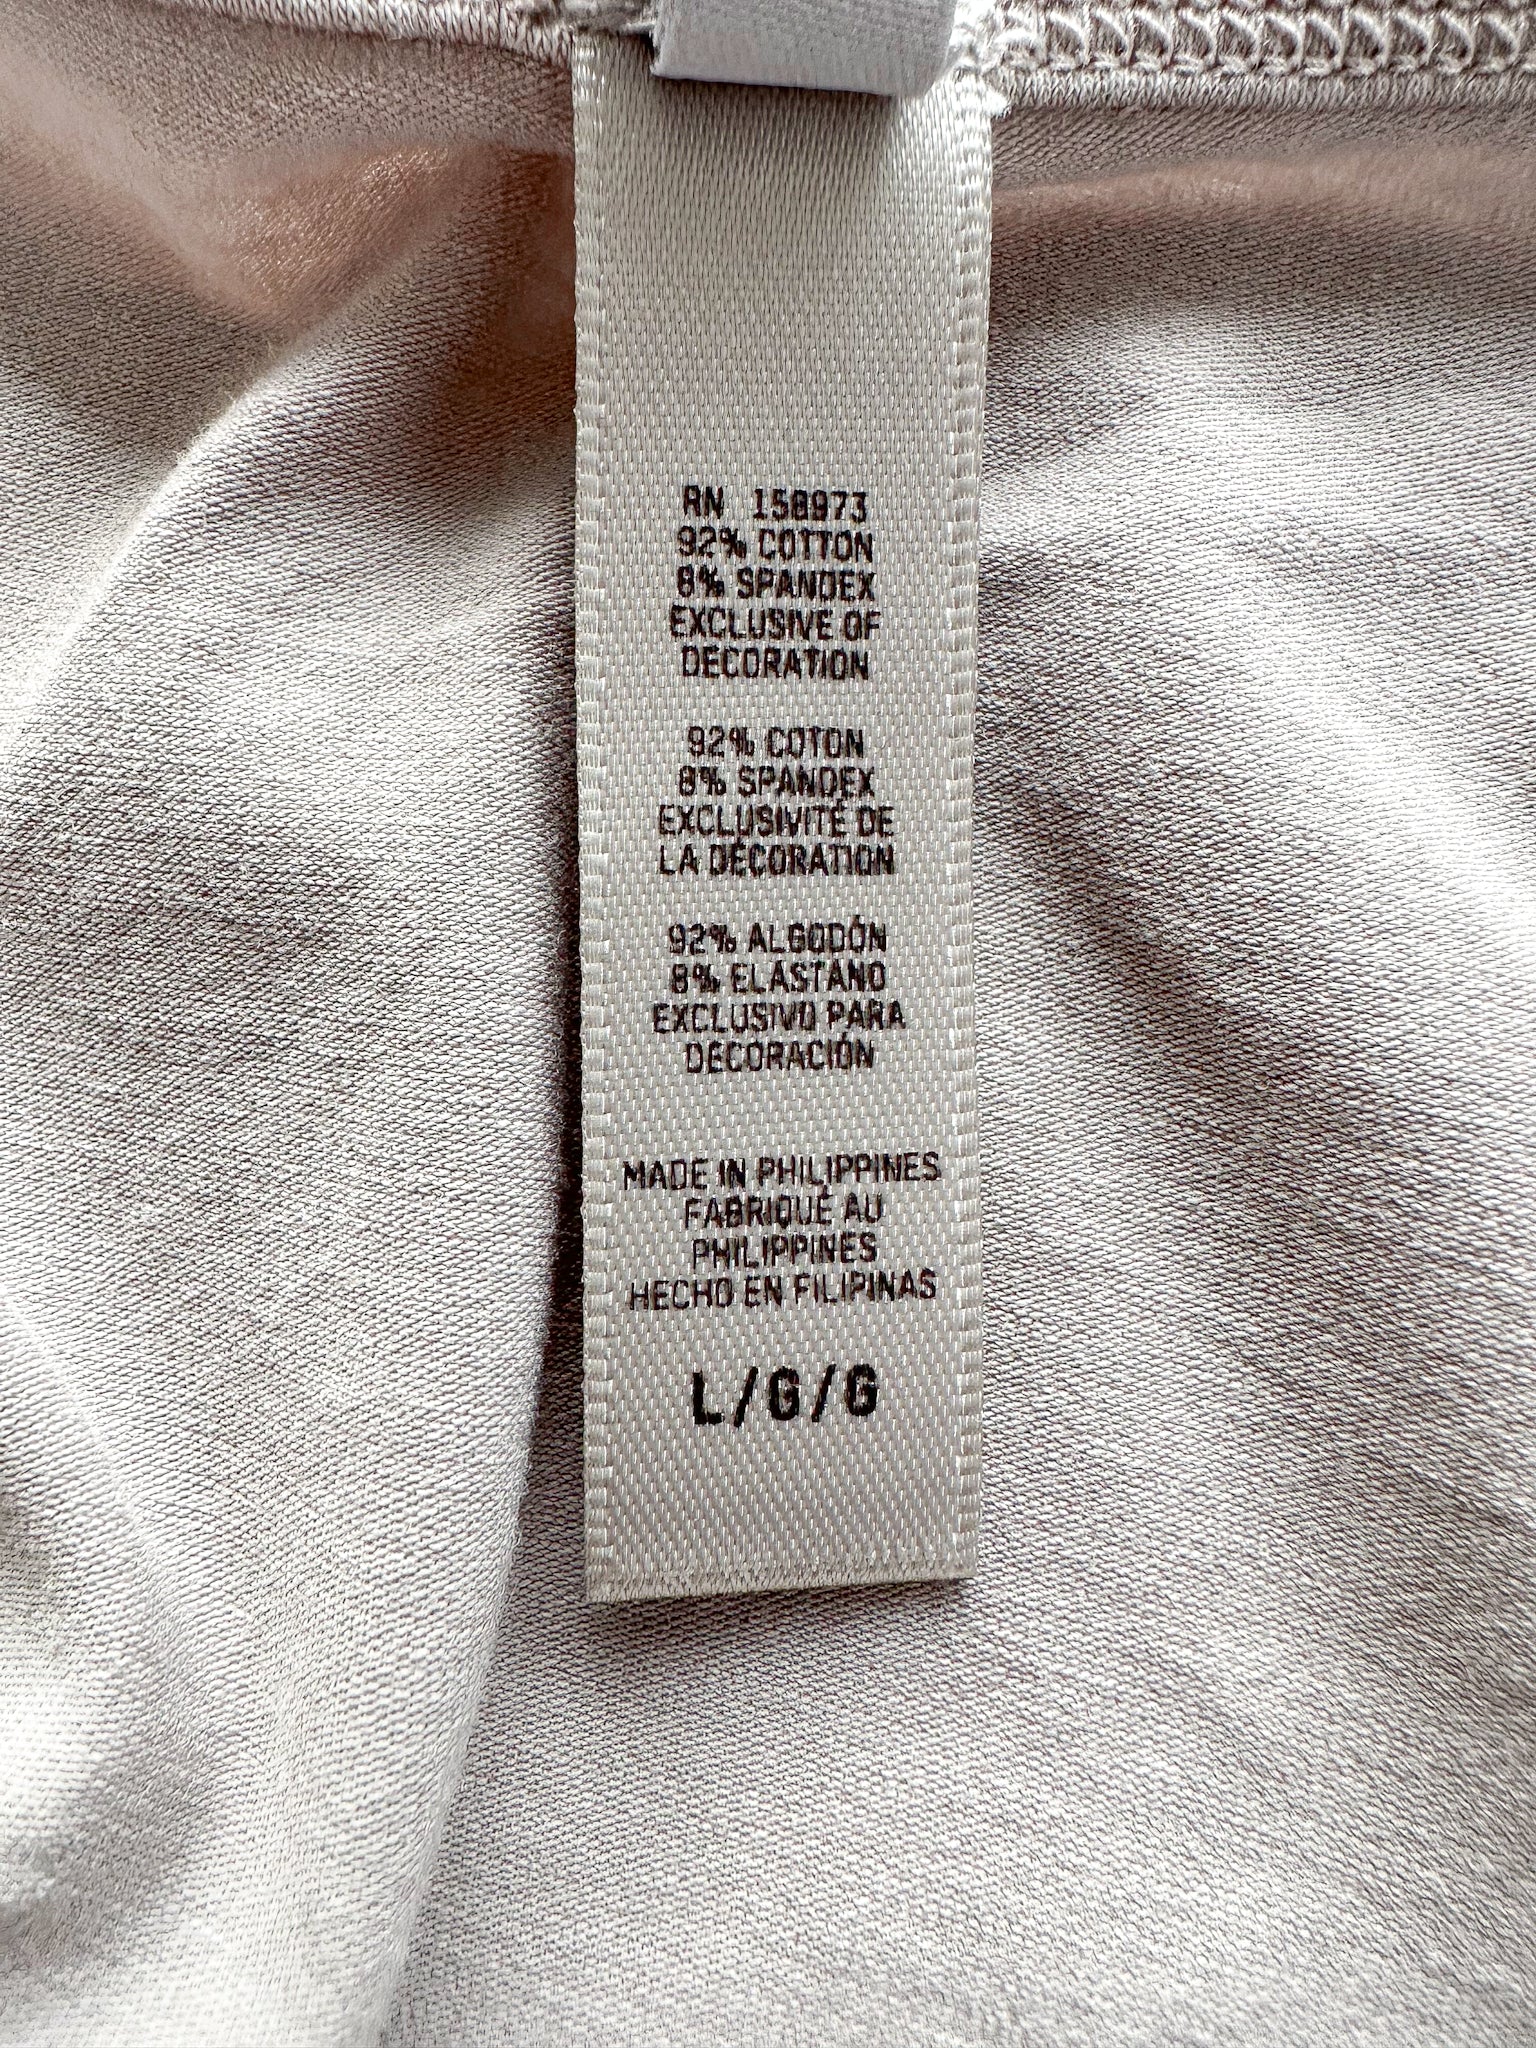 RN 158973
92% COTTON
8% SPANDEX
EXCLUSIVE OF
DECORATION
92% COTON
8% SPANDEX
EXCLUSIVITÉ DE
LA DÉCORATION
92% ALGODÓN
8% ELASTANO
EXCLUSIVO PARA
DECORACIÓN
MADE IN PHILIPPINES
FABRIQUÉ AU
PHILIPPINES
HECHO EN FILIPINAS
L/G/G